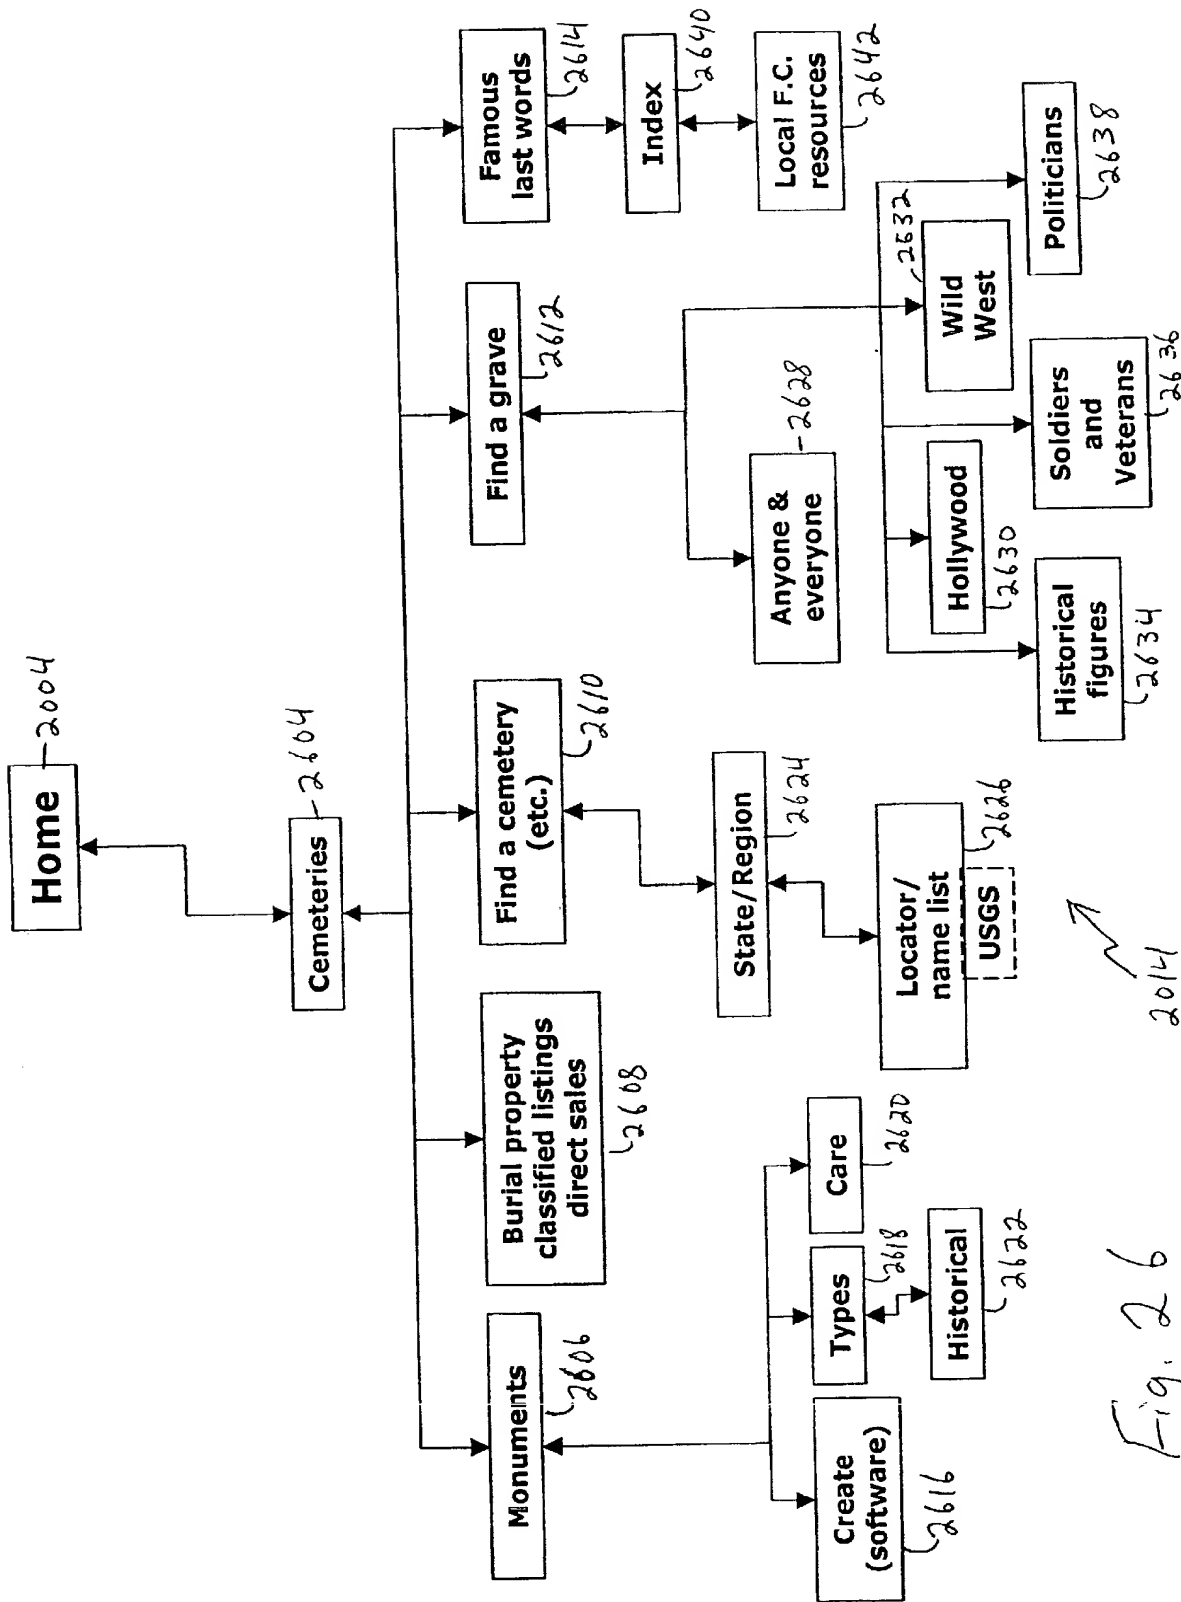 Home
2004
Cemeteries
2604
Monuments
2606
Burial property
classified listings
direct sales
2608
Find a cemetery
(etc.)
2610
Find a grave
2612
Famous
last words
2614
Create
(software)
2616
Types
2618
Care
2620
Historical
2622
State/Region
2624
Locator/
name list
2626
USGS
Anyone &
everyone
2628
Hollywood
2630
Wild
West
2632
Historical
figures
2634
Soldiers
and
Veterans
2636
Politicians
2638
Index
2640
Local F.C.
resources
2642
2014
Fig. 26